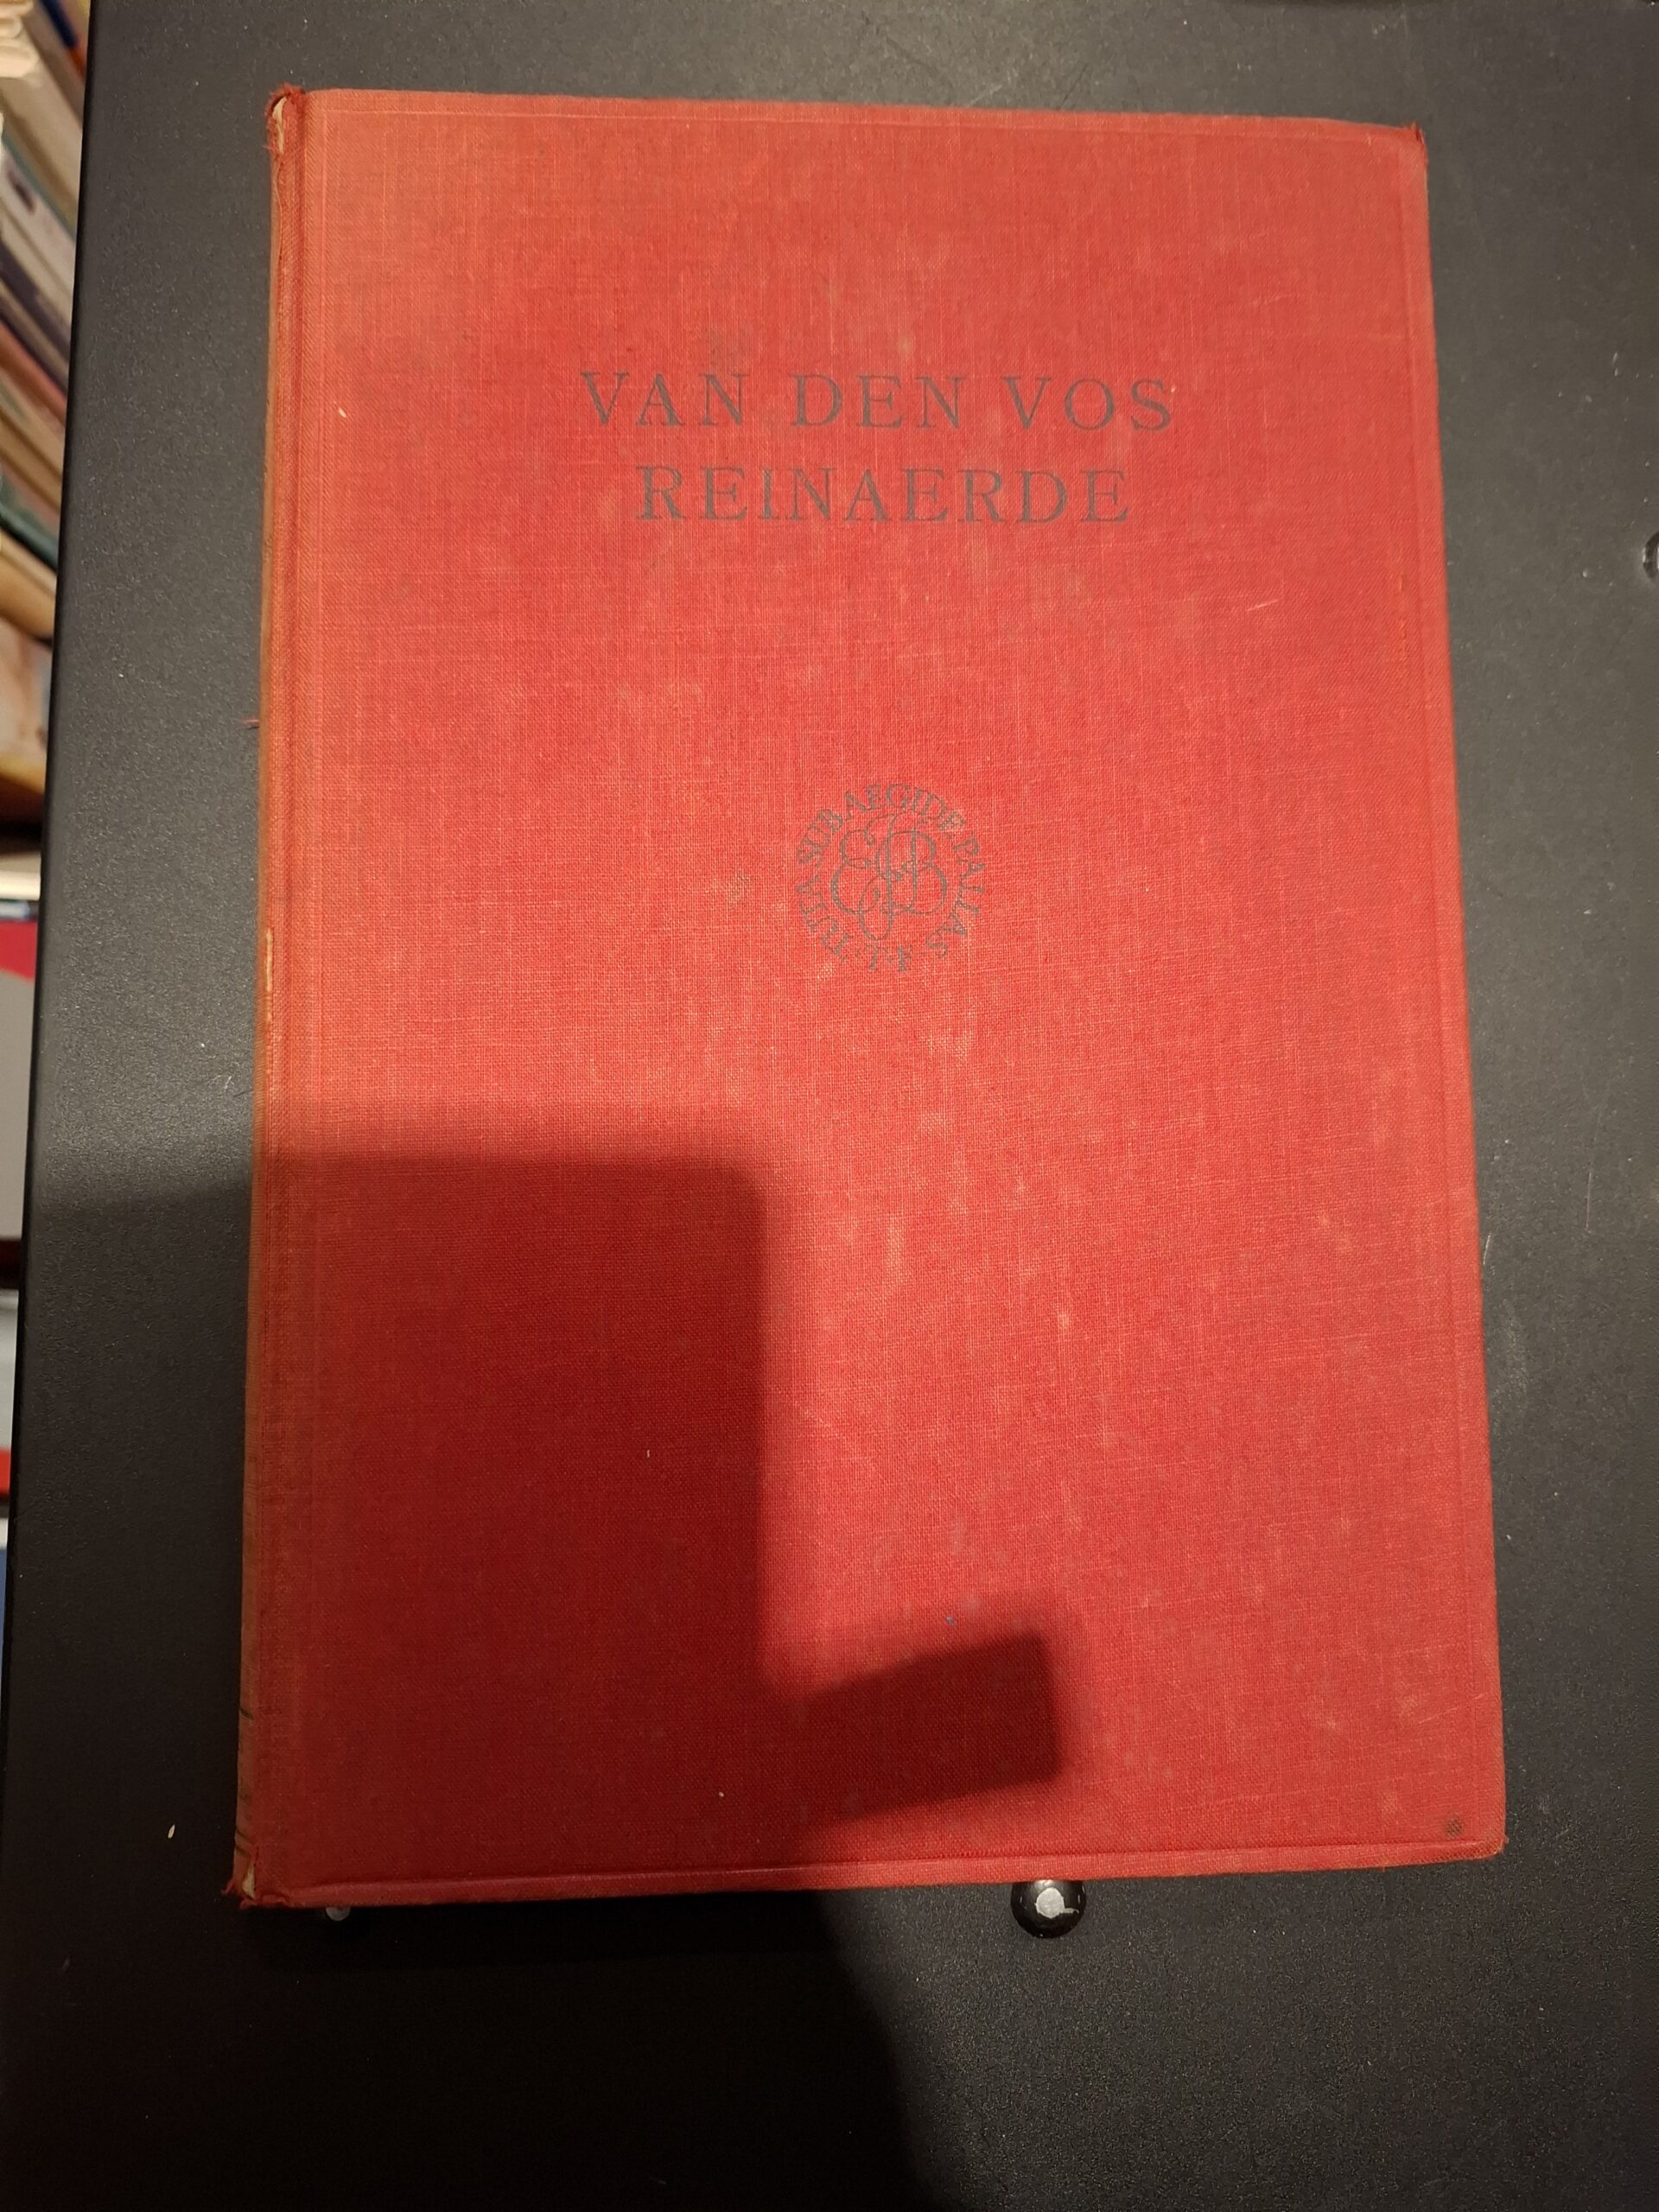 VAN DEN VOS
REINAERDE
TUTA SUB AEGIDE PALLAS